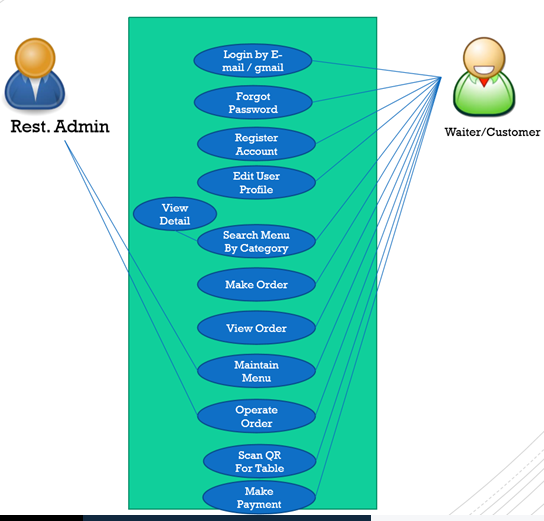 Login by E-
mail / gmail
Forgot
Password
Rest. Admin
Waiter/Customer
Register
Account
Edit User
Profile
View
Detail
Search Menu
By Category
Make Order
View Order
Maintain
Menu
Operate
Order
Scan QR
For Table
Make
Payment